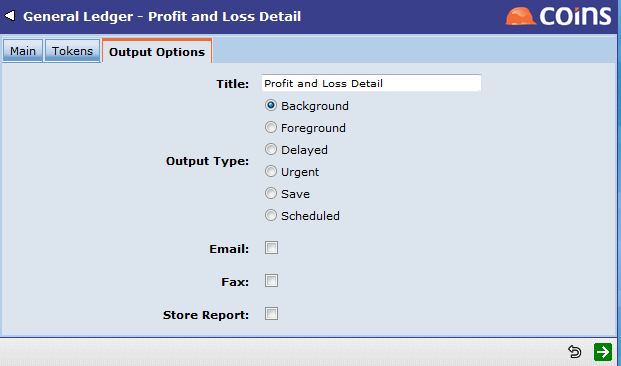 General Ledger - Profit and Loss Detail
coins
Main Tokens Output Options
Title: Profit and Loss Detail
Output Type:
Background
Foreground
Delayed
Urgent
Save
Scheduled
Email:
Fax:
Store Report: